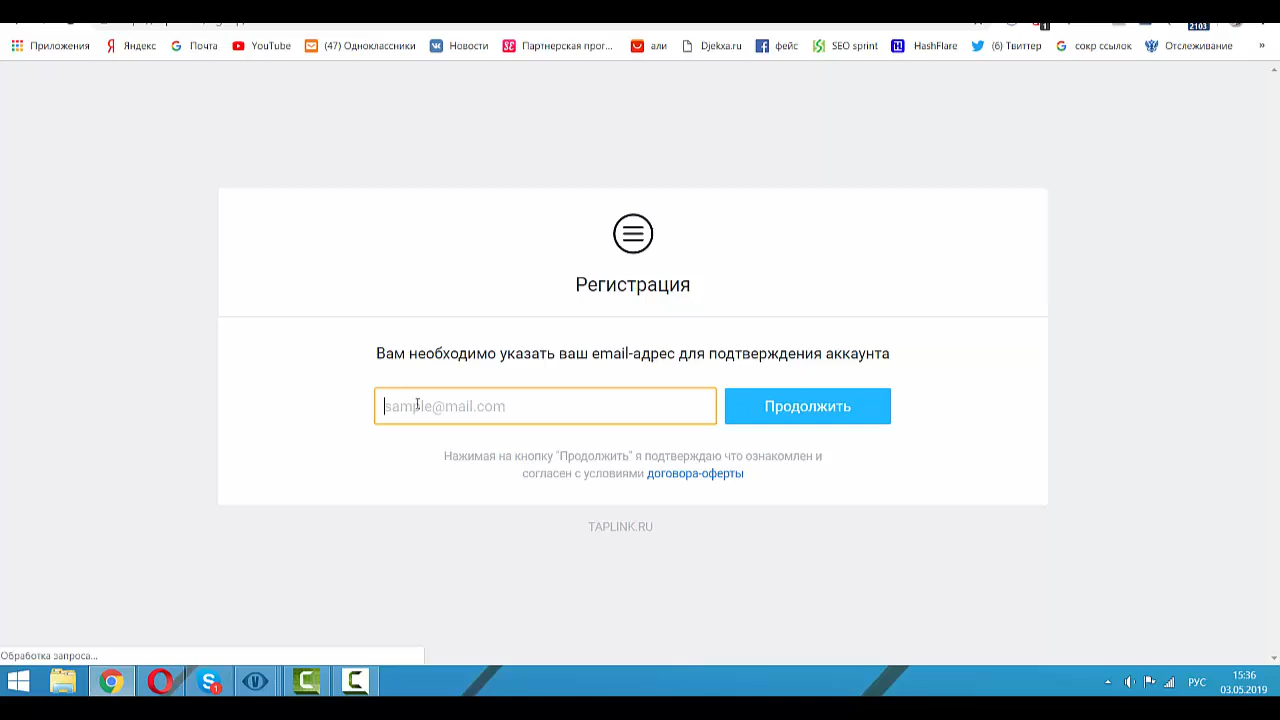 Приложения Яндекс Почта YouTube (47) Одноклассники Новости Партнерская прог... али Djekxa.ru фейс SEO sprint HashFlare (6) Твиттер сокр ссылок Отслеживание »
Регистрация
Вам необходимо указать ваш email-адрес для подтверждения аккаунта
sample@mail.com Продолжить
Нажимая на кнопку "Продолжить" я подтверждаю что ознакомлен и
согласен с условиями договора-оферты
TAPLINK.RU
Обработка запроса...
РУС 15:36
03.05.2019